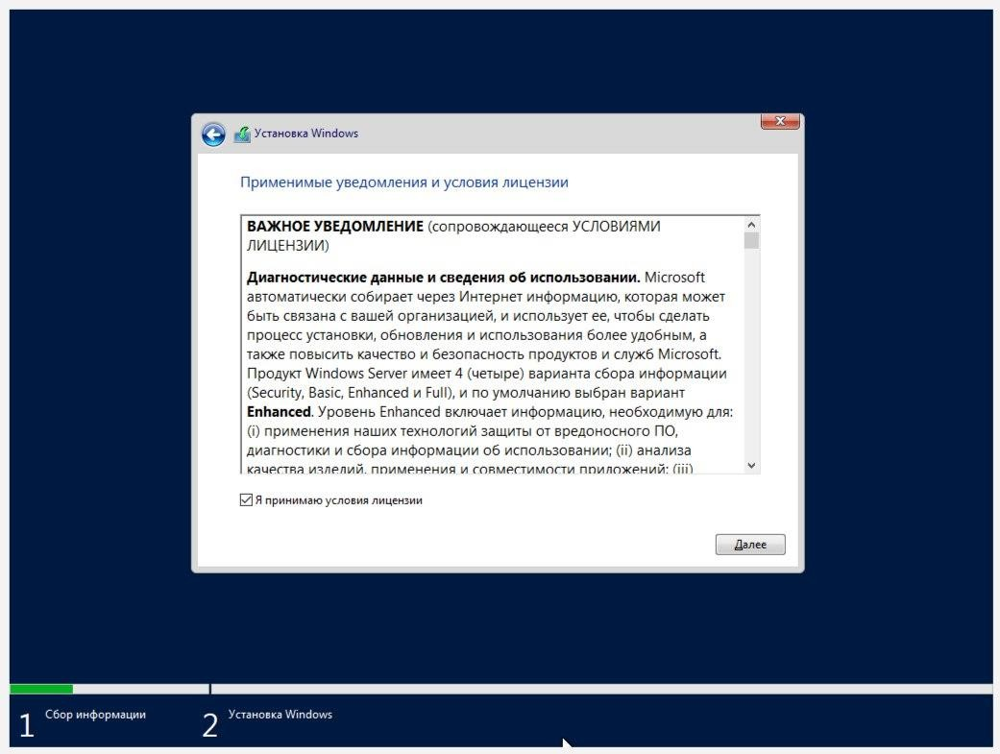 Установка Windows
Применимые уведомления и условия лицензии
ВАЖНОЕ УВЕДОМЛЕНИЕ (сопровождающееся УСЛОВИЯМИ
ЛИЦЕНЗИИ)
Диагностические данные и сведения об использовании. Microsoft
автоматически собирает через Интернет информацию, которая может
быть связана с вашей организацией, и использует ее, чтобы сделать
процесс установки, обновления и использования более удобным, а
также повысить качество и безопасность продуктов и служб Microsoft.
Продукт Windows Server имеет 4 (четыре) варианта сбора информации
(Security, Basic, Enhanced и Full), и по умолчанию выбран вариант
Enhanced. Уровень Enhanced включает информацию, необходимую для:
(i) применения наших технологий защиты от вредоносного ПО,
диагностики и сбора информации об использовании; (ii) анализа
качества изделий, применения и совместимости приложений; (iii)
Я принимаю условия лицензии
Далее
1 Сбор информации
2 Установка Windows